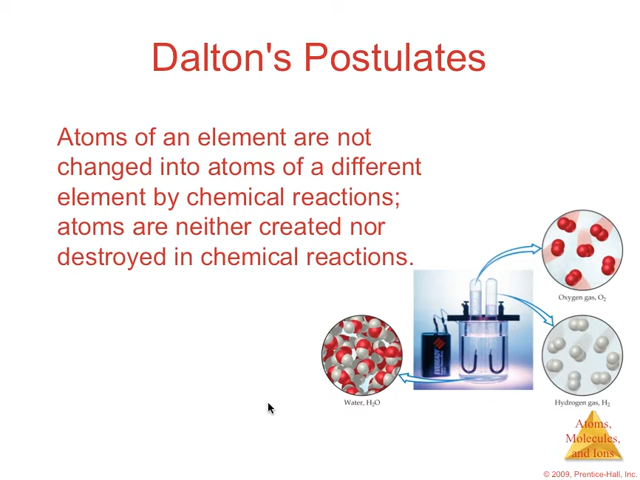 Dalton's Postulates
Atoms of an element are not
changed into atoms of a different
element by chemical reactions;
atoms are neither created nor
destroyed in chemical reactions.
Oxygen gas, O₂
Water, H₂O
Hydrogen gas, H₂
Atoms,
Molecules,
and Ions
© 2009, Prentice-Hall, Inc.